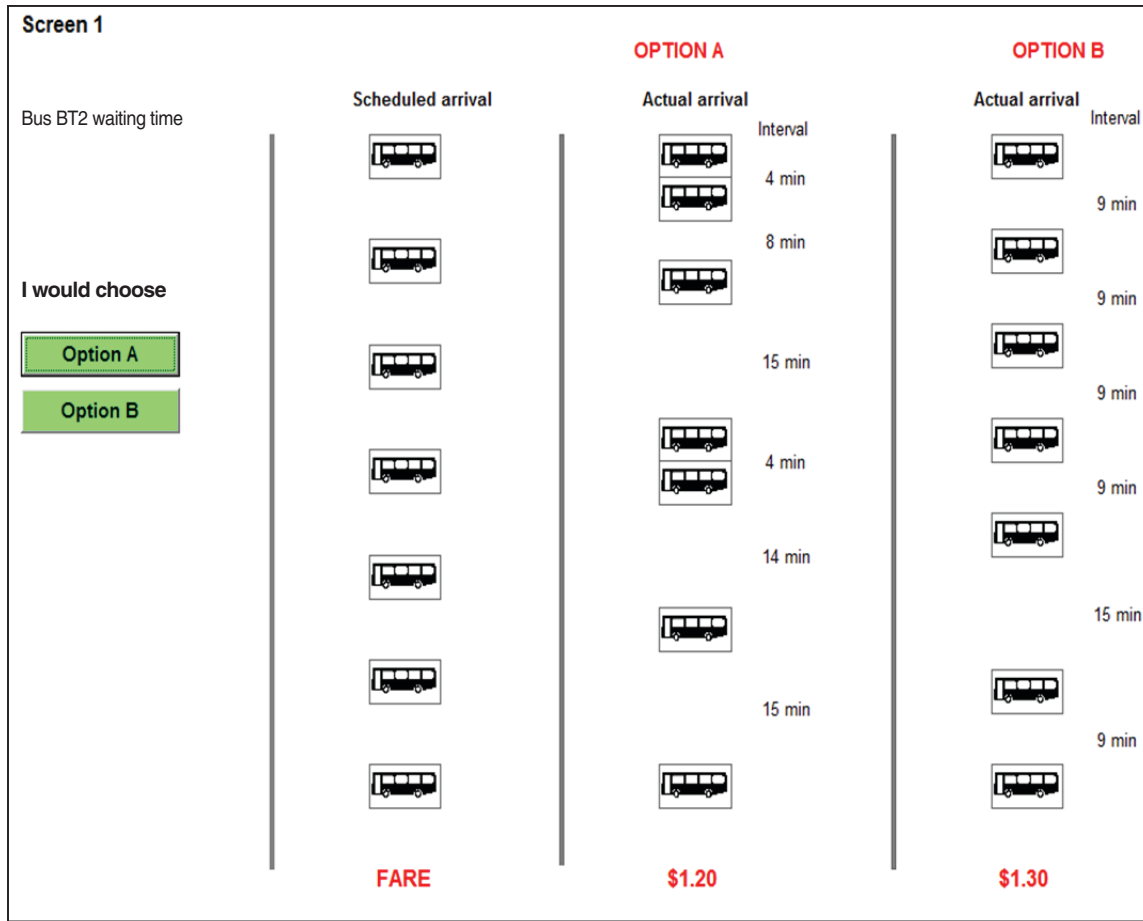 Screen 1
OPTION A
OPTION B
Scheduled arrival
Actual arrival
Actual arrival
Bus BT2 waiting time
Interval
Interval
4 min
9 min
8 min
I would choose
9 min
Option A
15 min
9 min
Option B
4 min
9 min
14 min
15 min
15 min
9 min
FARE
$1.20
$1.30